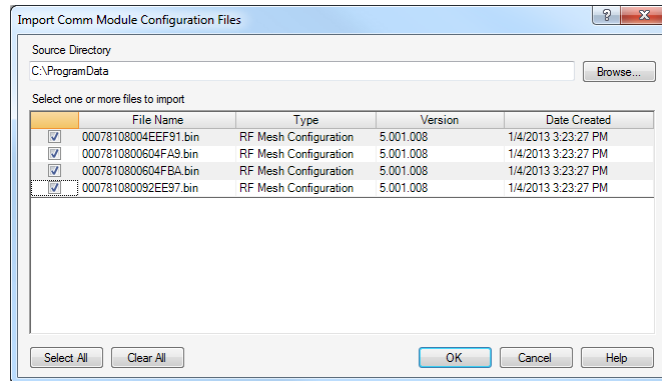 Import Comm Module Configuration Files
Source Directory
C:\ProgramData
Browse...
Select one or more files to import
File Name Type Version Date Created
00078108004EEF91.bin RF Mesh Configuration 5.001.008 1/4/2013 3:23:27 PM
0007810800604FA9.bin RF Mesh Configuration 5.001.008 1/4/2013 3:23:27 PM
0007810800604FBA.bin RF Mesh Configuration 5.001.008 1/4/2013 3:23:27 PM
000781080092EE97.bin RF Mesh Configuration 5.001.008 1/4/2013 3:23:27 PM
Select All Clear All OK Cancel Help